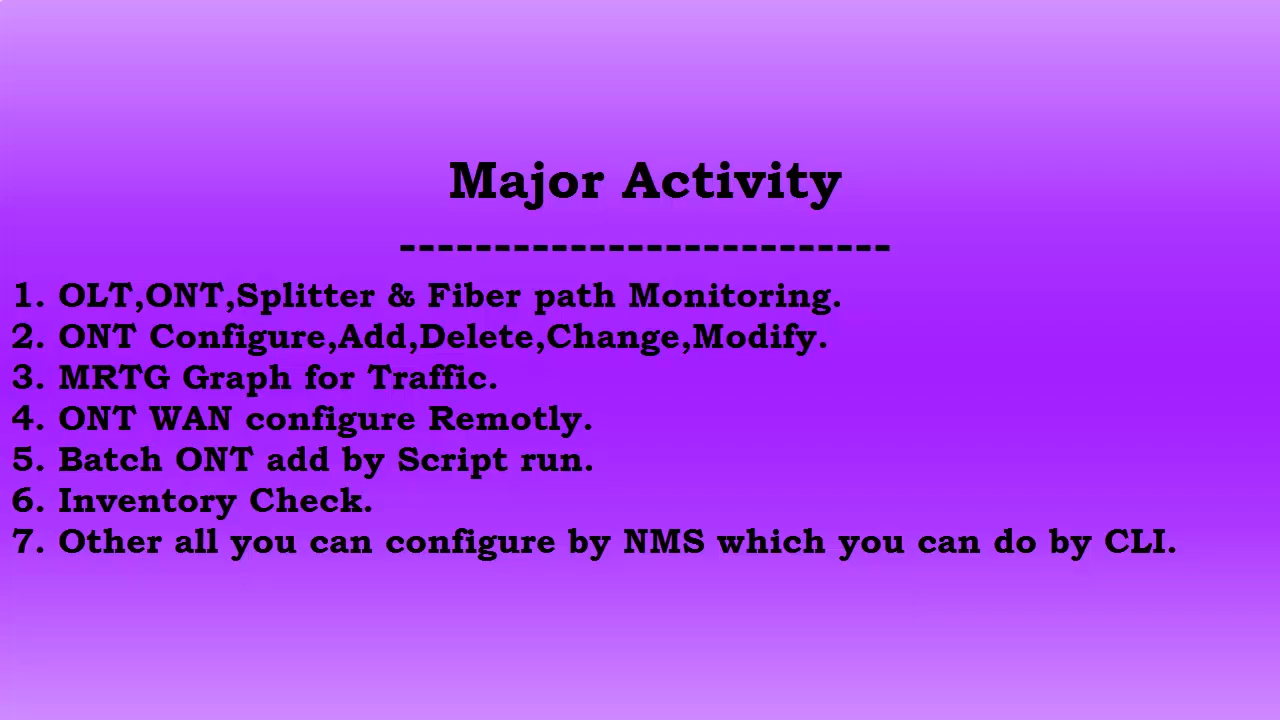 Major Activity
--------------------------
1. OLT,ONT,Splitter & Fiber path Monitoring.
2. ONT Configure,Add,Delete,Change,Modify.
3. MRTG Graph for Traffic.
4. ONT WAN configure Remotly.
5. Batch ONT add by Script run.
6. Inventory Check.
7. Other all you can configure by NMS which you can do by CLI.